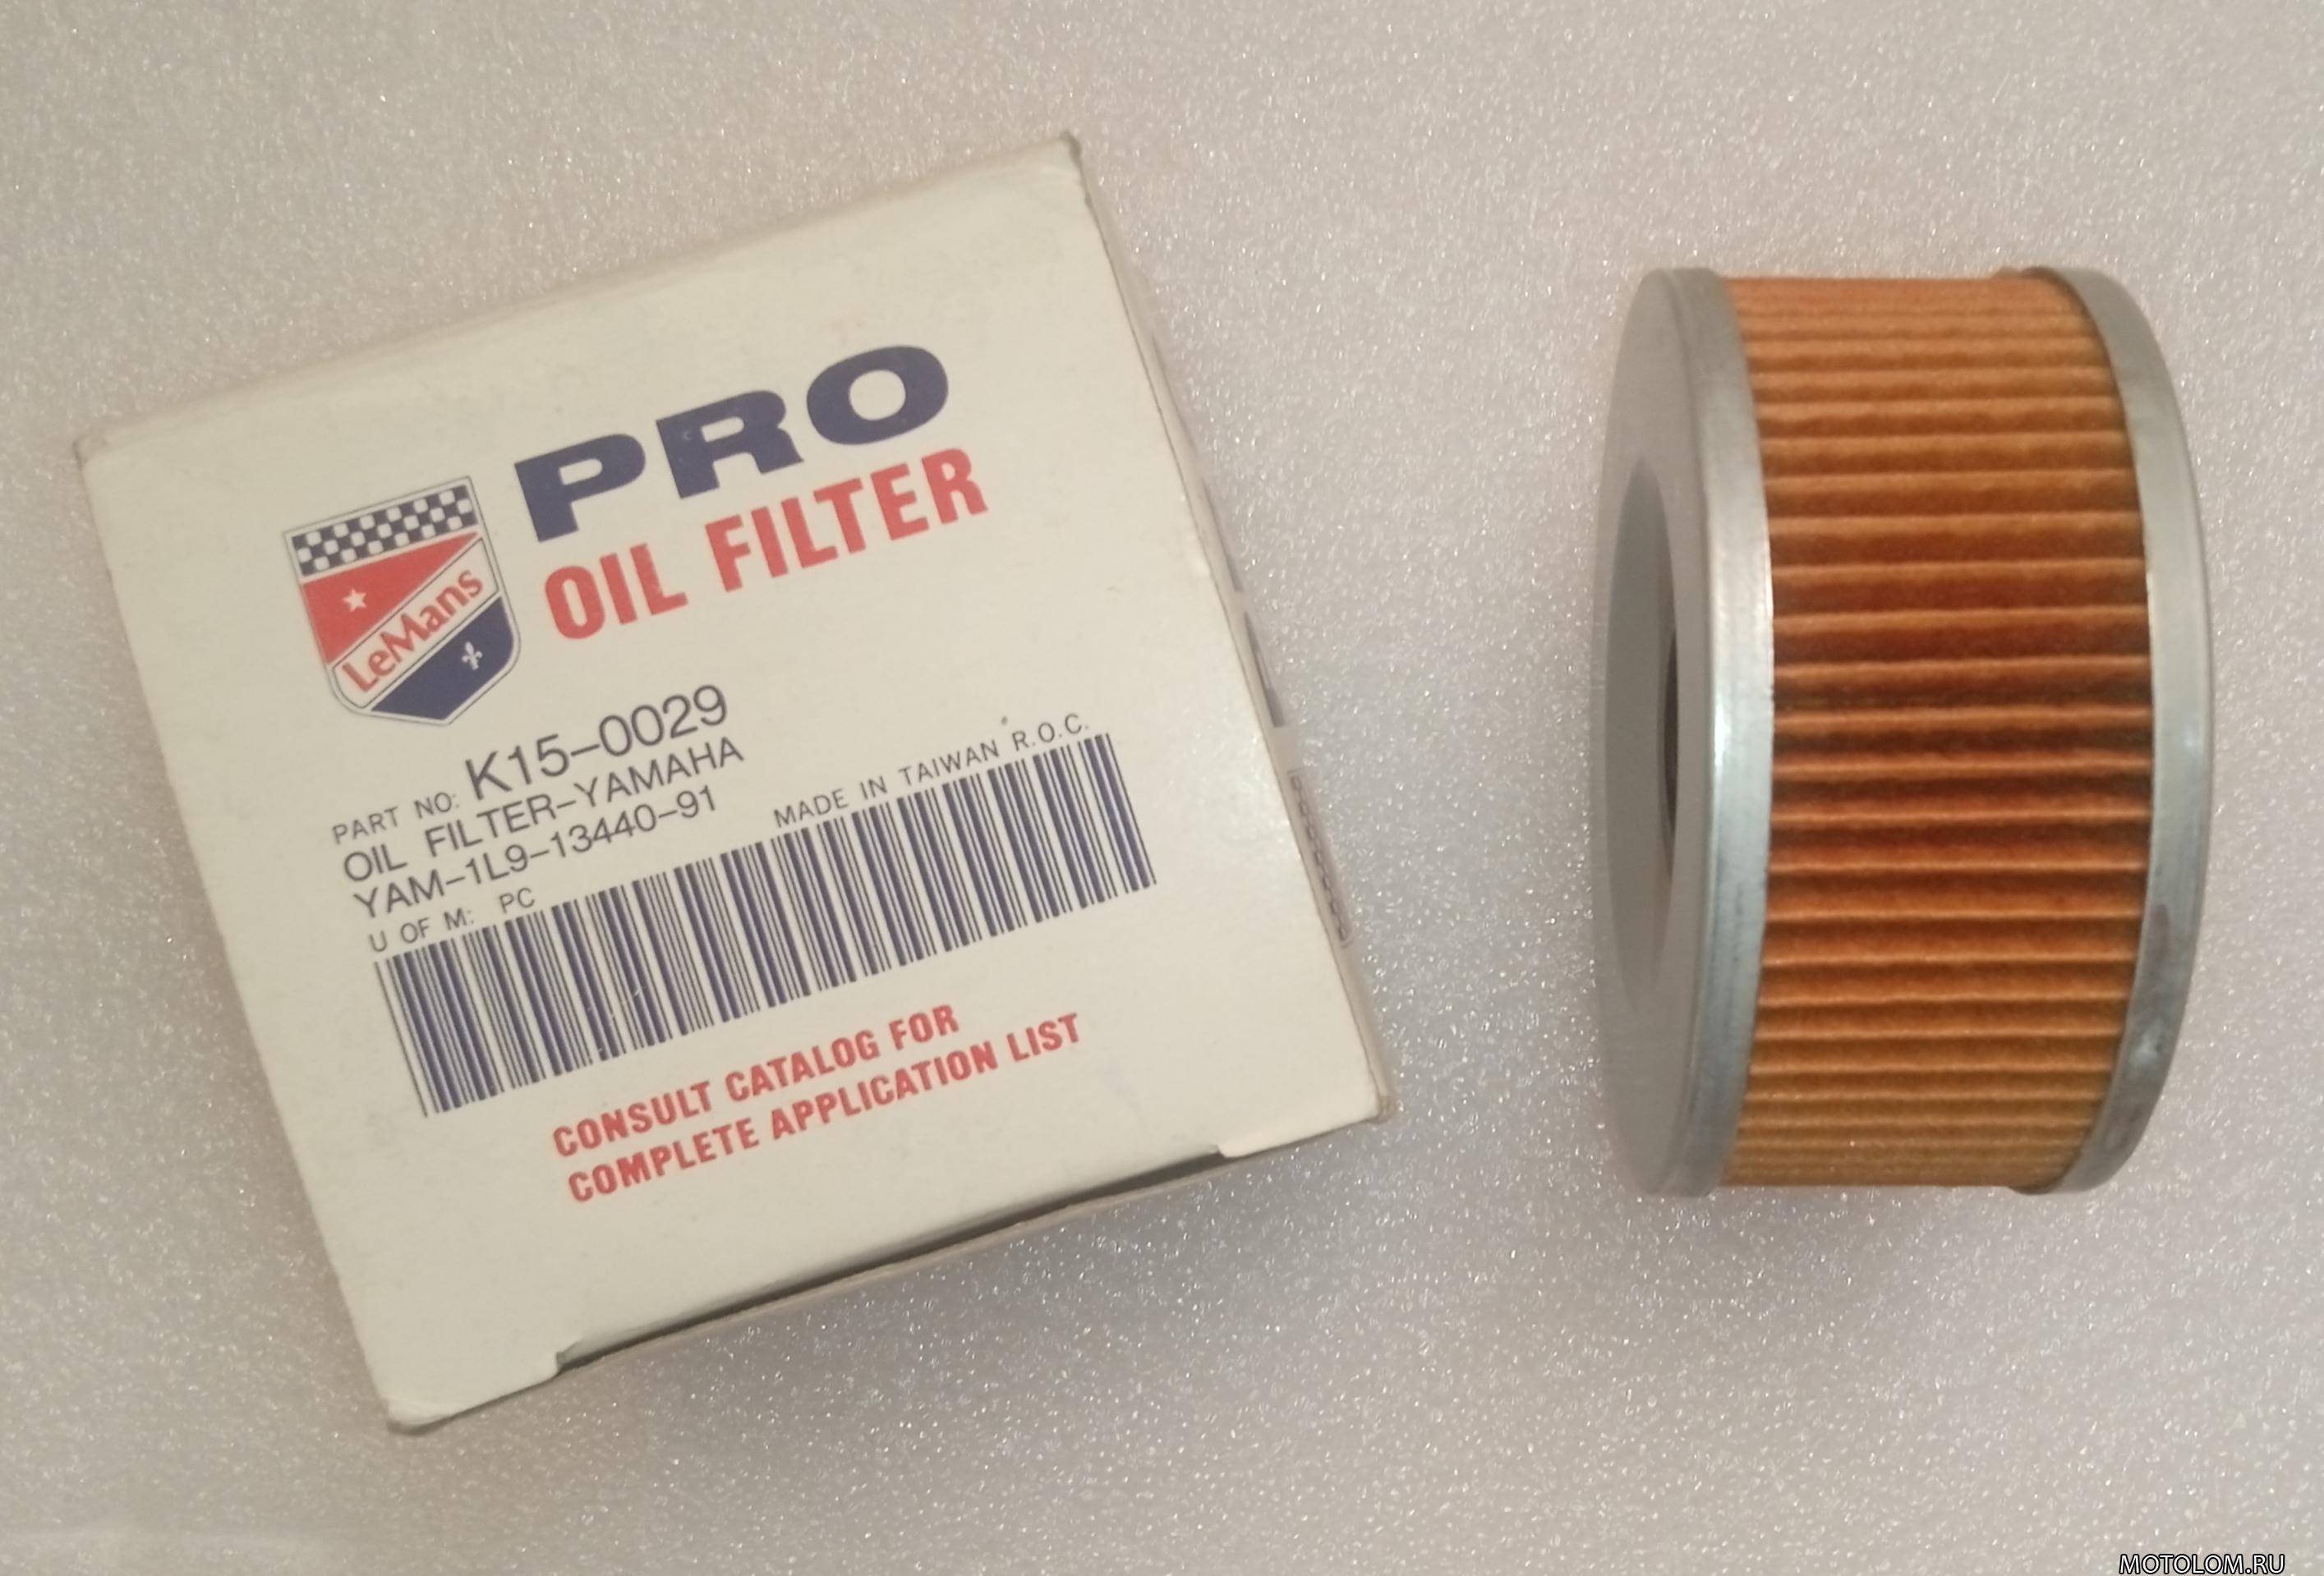 PRO
OIL FILTER
LeMans
PART NO: K15-0029
OIL FILTER-YAMAHA
YAM-1L9-13440-91
MADE IN TAIWAN R.O.C.
U OF M: PC
CONSULT CATALOG FOR
COMPLETE APPLICATION LIST
MOTOLOM.RU